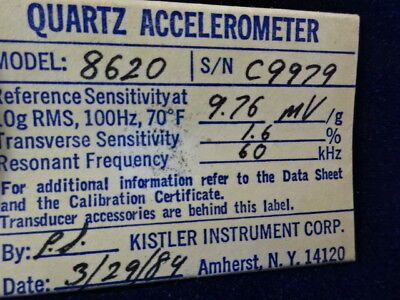 QUARTZ ACCELEROMETER
MODEL: 8620 S/N C9979
Reference Sensitivity at
10g RMS, 100Hz, 70°F 9.76 mV/g
Transverse Sensitivity 1.6 %
Resonant Frequency 60 kHz
For additional information refer to the Data Sheet
and the Calibration Certificate.
Transducer accessories are behind this label.
By: P.J. KISTLER INSTRUMENT CORP.
Date: 3/29/84 Amherst, N.Y. 14120